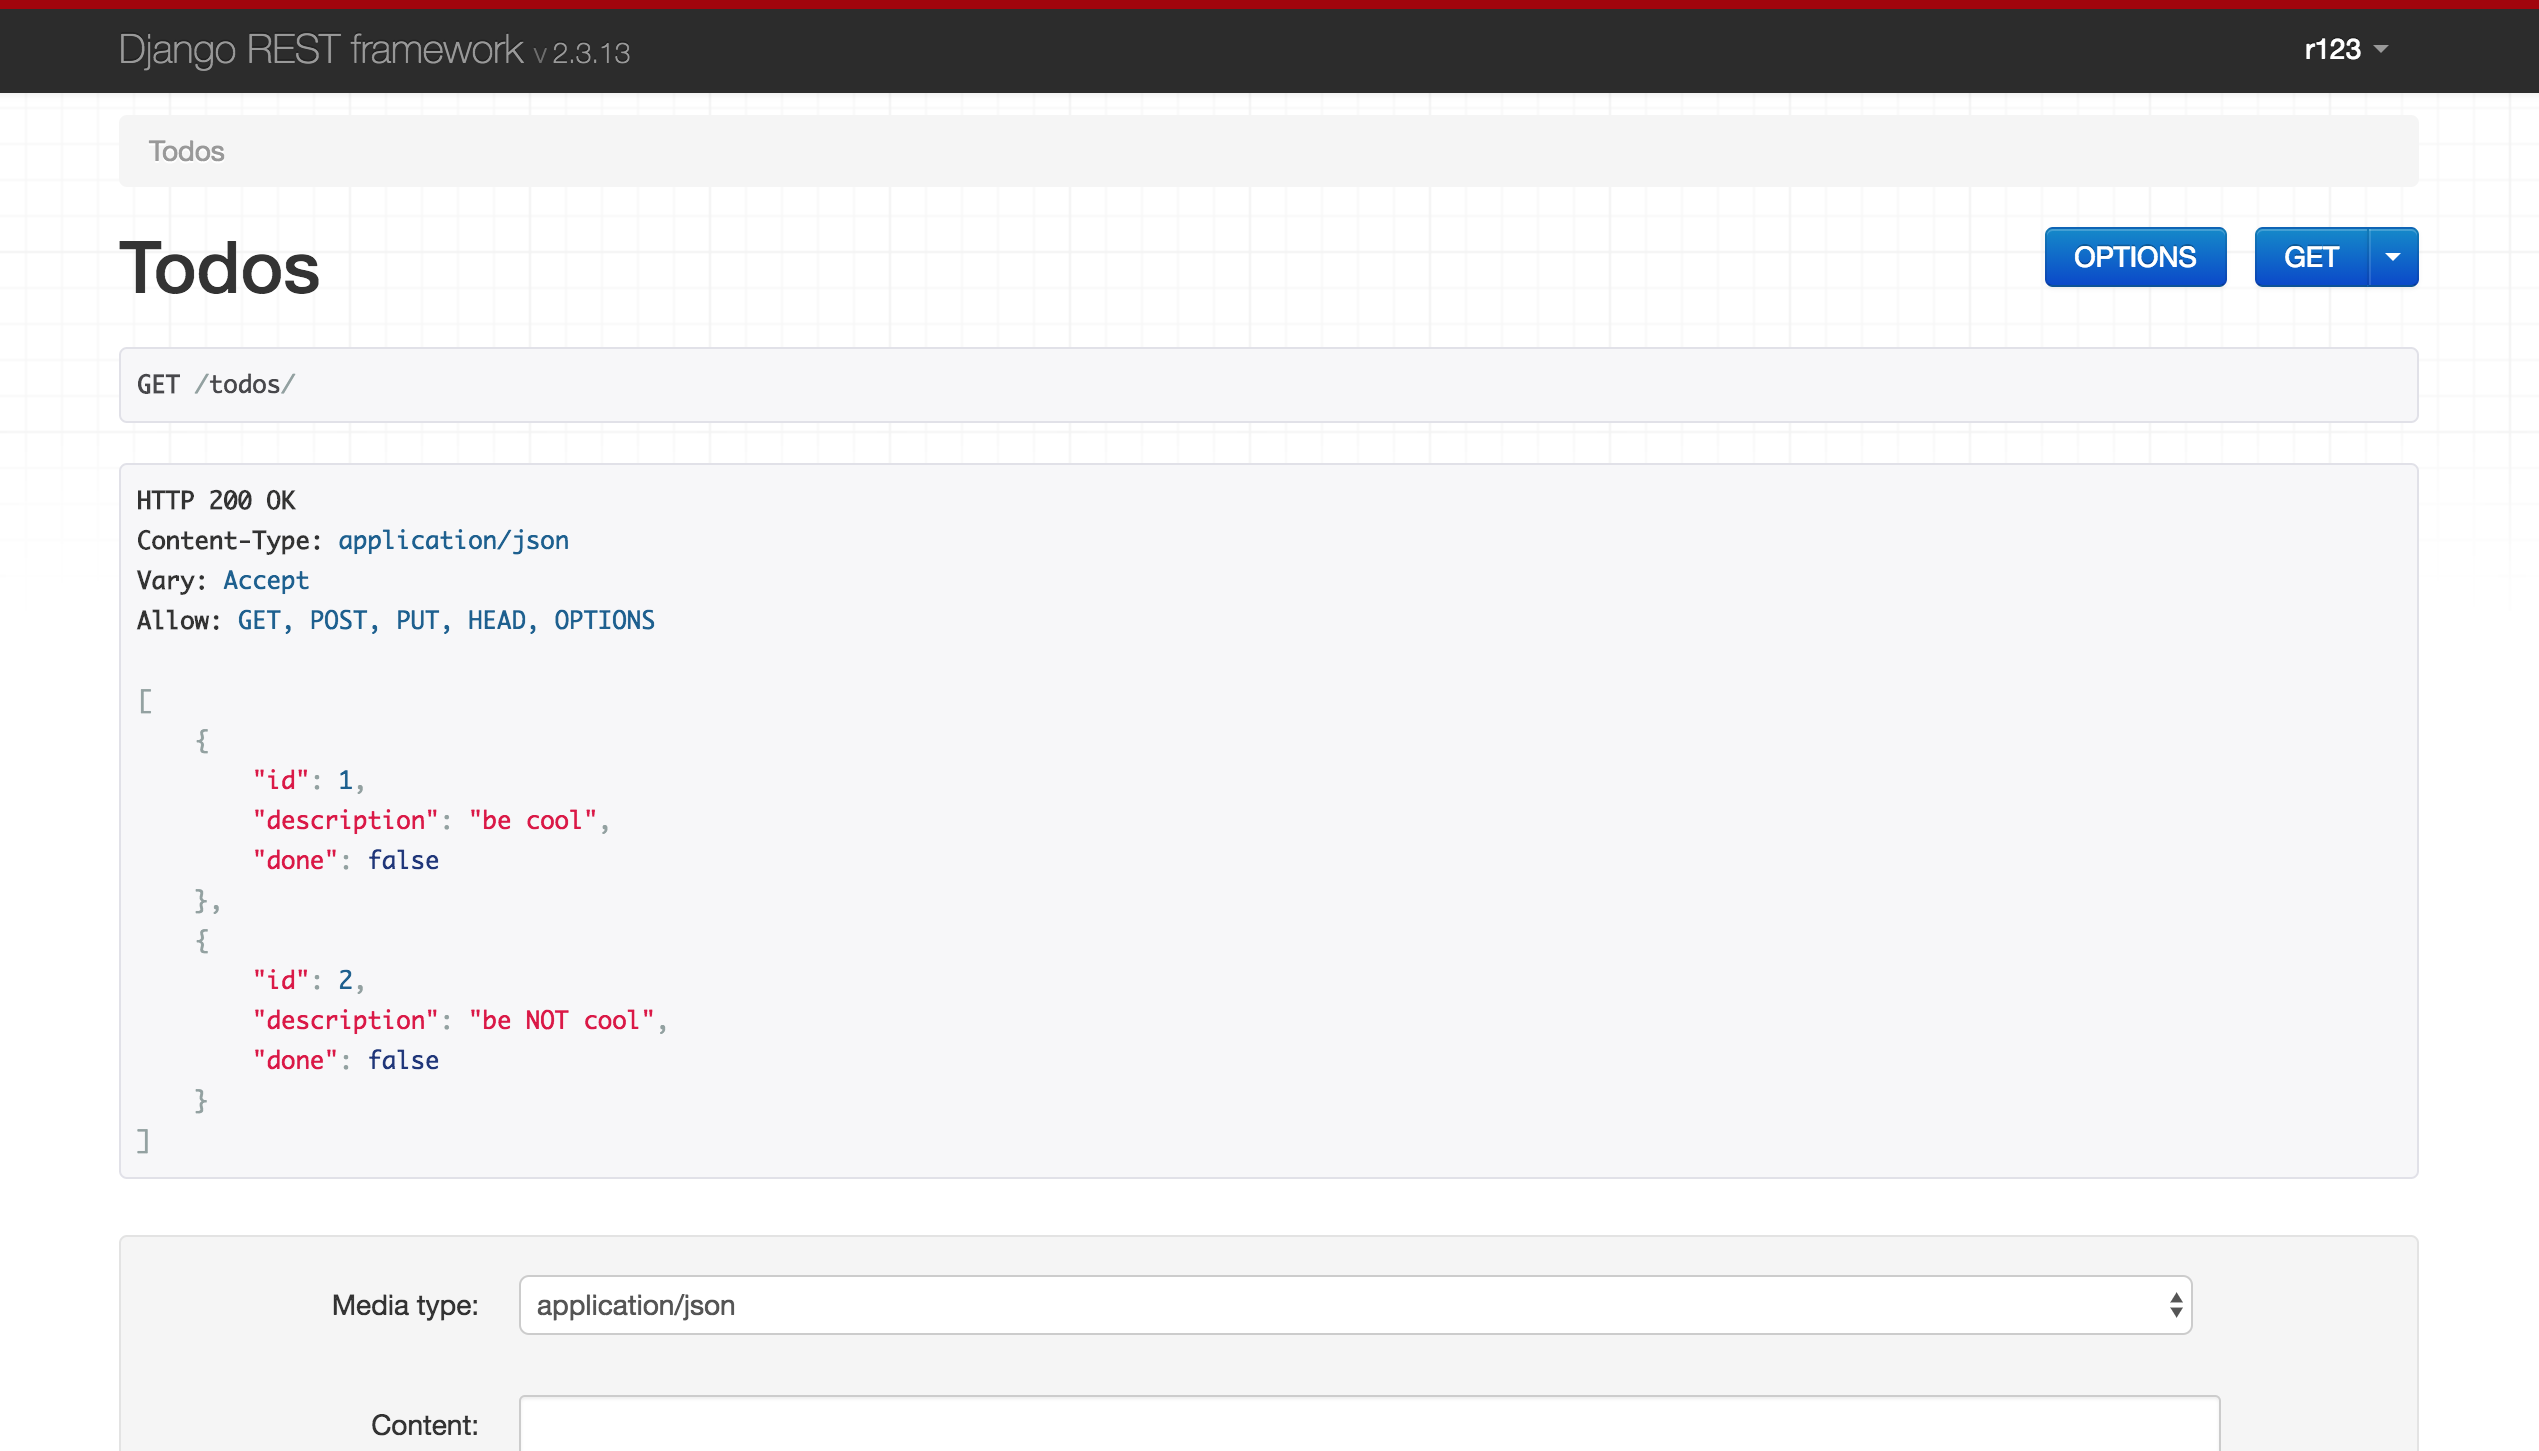 Django REST framework v 2.3.13
r123
Todos
Todos
OPTIONS
GET
GET /todos/
HTTP 200 OK
Content-Type: application/json
Vary: Accept
Allow: GET, POST, PUT, HEAD, OPTIONS
[
    {
        "id": 1,
        "description": "be cool",
        "done": false
    },
    {
        "id": 2,
        "description": "be NOT cool",
        "done": false
    }
]
Media type: application/json
Content: